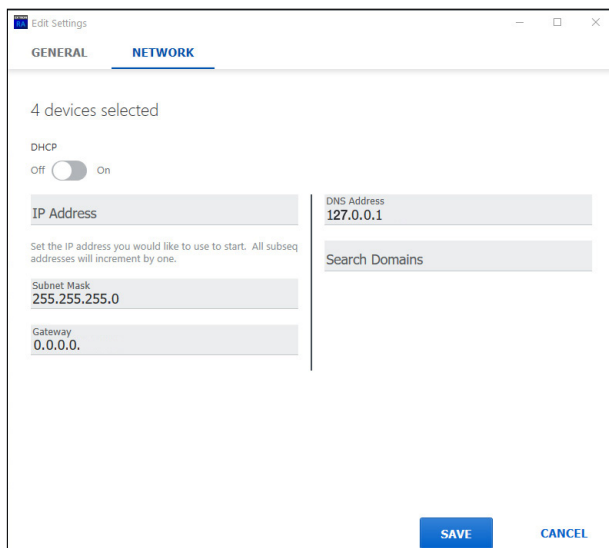 EXTRON
RA Edit Settings
GENERAL NETWORK
4 devices selected
DHCP
Off On
IP Address
Set the IP address you would like to use to start. All subseq
addresses will increment by one.
Subnet Mask
255.255.255.0
Gateway
0.0.0.0.
DNS Address
127.0.0.1
Search Domains
SAVE CANCEL